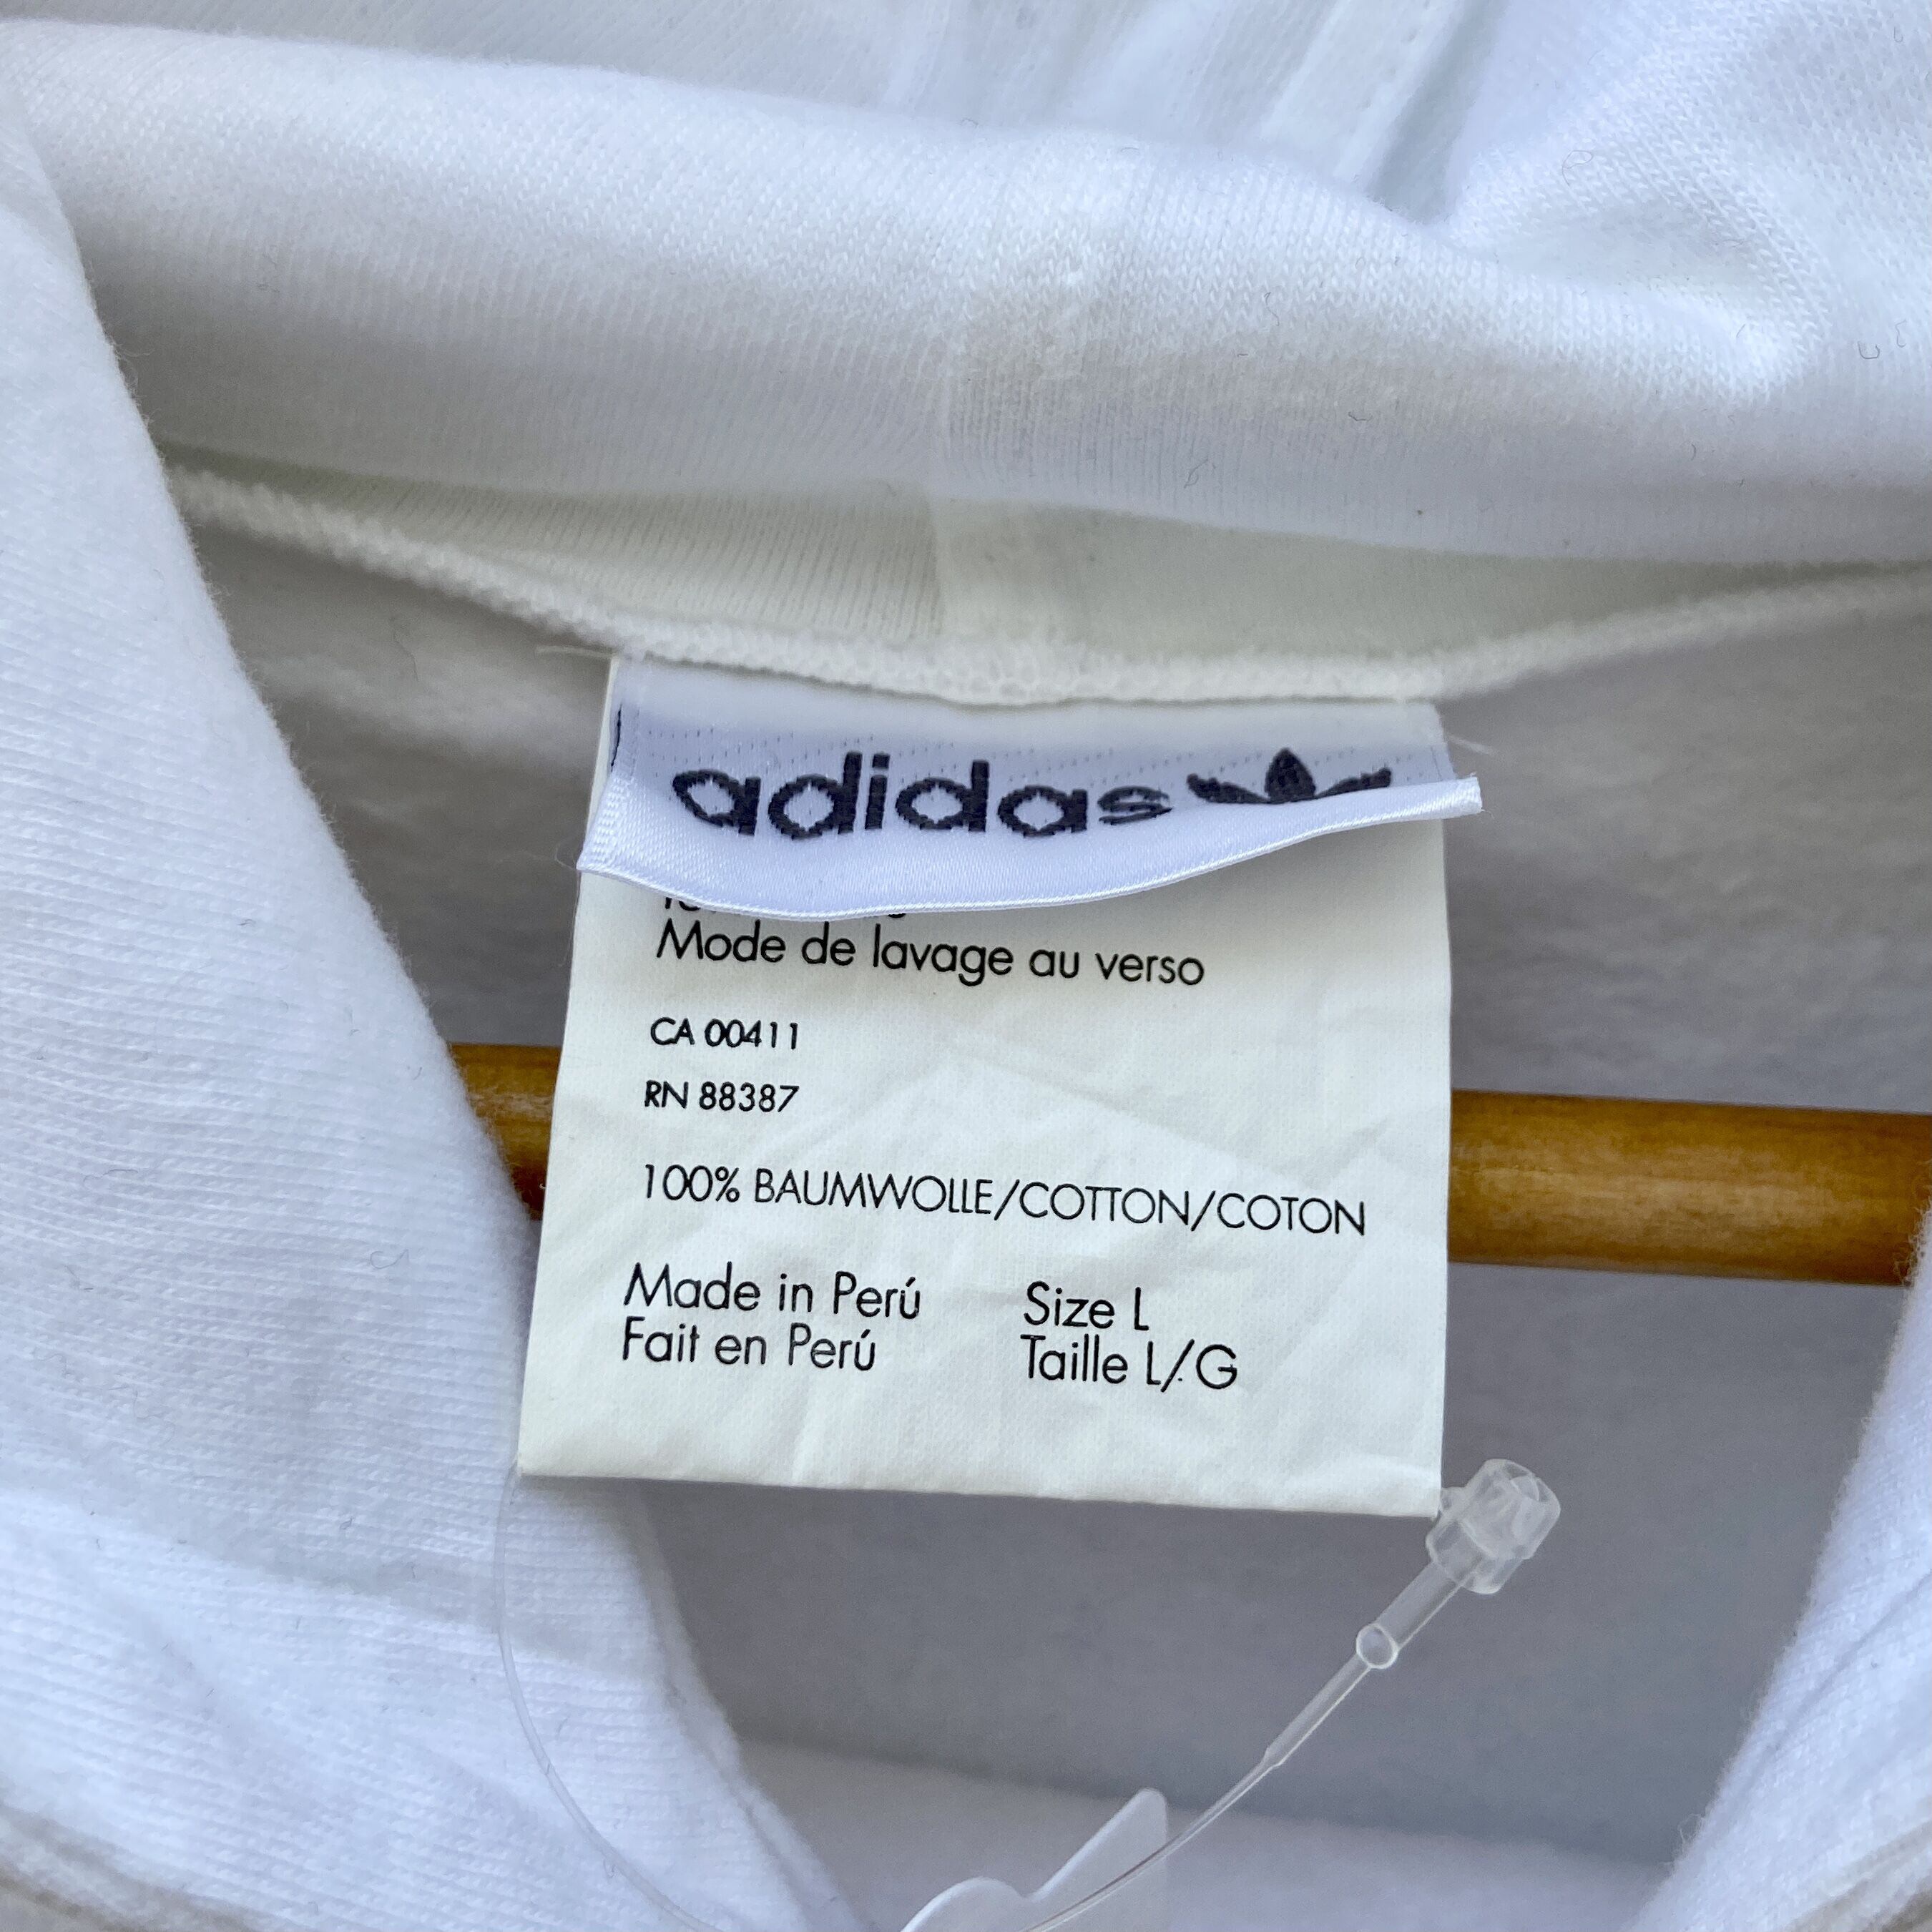 adidas
Mode de lavage au verso
CA 00411
RN 88387
100% BAUMWOLLE/COTTON/COTON
Made in Perú
Fait en Perú
Size L
Taille L/G